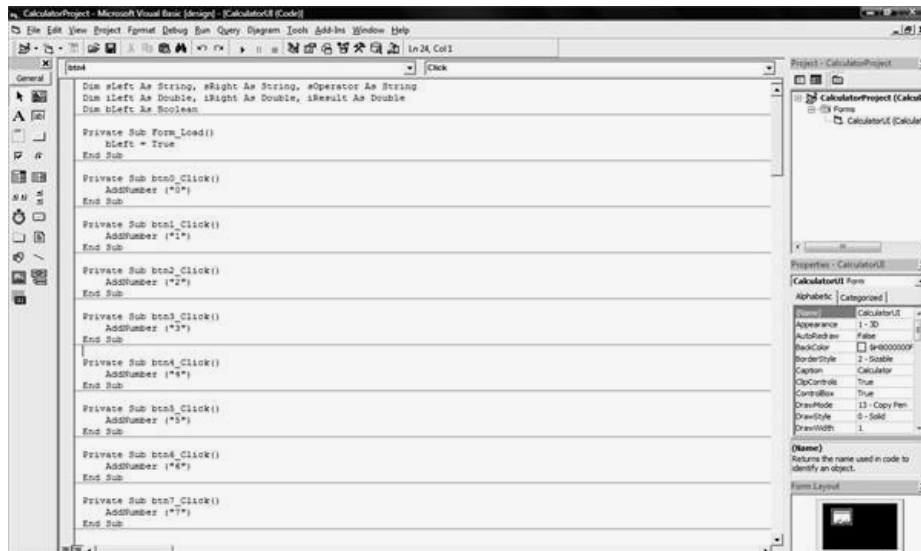 CalculatorProject - Microsoft Visual Basic [design] - [CalculatorUI (Code)]
File Edit View Project Format Debug Run Query Diagram Tools Add-Ins Window Help
Ln 24, Col 1
General
btn4
Click
Dim sLeft As String, sRight As String, sOperator As String
Dim iLeft As Double, iRight As Double, iResult As Double
Dim bLeft As Boolean
Private Sub Form_Load()
bLeft = True
End Sub
Private Sub btn0_Click()
AddNumber ("0")
End Sub
Private Sub btn1_Click()
AddNumber ("1")
End Sub
Private Sub btn2_Click()
AddNumber ("2")
End Sub
Private Sub btn3_Click()
AddNumber ("3")
End Sub
Private Sub btn4_Click()
AddNumber ("4")
End Sub
Private Sub btn5_Click()
AddNumber ("5")
End Sub
Private Sub btn6_Click()
AddNumber ("6")
End Sub
Private Sub btn7_Click()
AddNumber ("7")
End Sub
Project - CalculatorProject
CalculatorProject (Calcul
Forms
CalculatorUI (Calculat
Properties - CalculatorUI
CalculatorUI Form
Alphabetic Categorized
(Name) CalculatorUI
Appearance 1 - 3D
AutoRedraw False
BackColor &H8000000F
BorderStyle 2 - Sizable
Caption Calculator
ClipControls True
ControlBox True
DrawMode 13 - Copy Pen
DrawStyle 0 - Solid
DrawWidth 1
(Name)
Returns the name used in code to
identify an object.
Form Layout